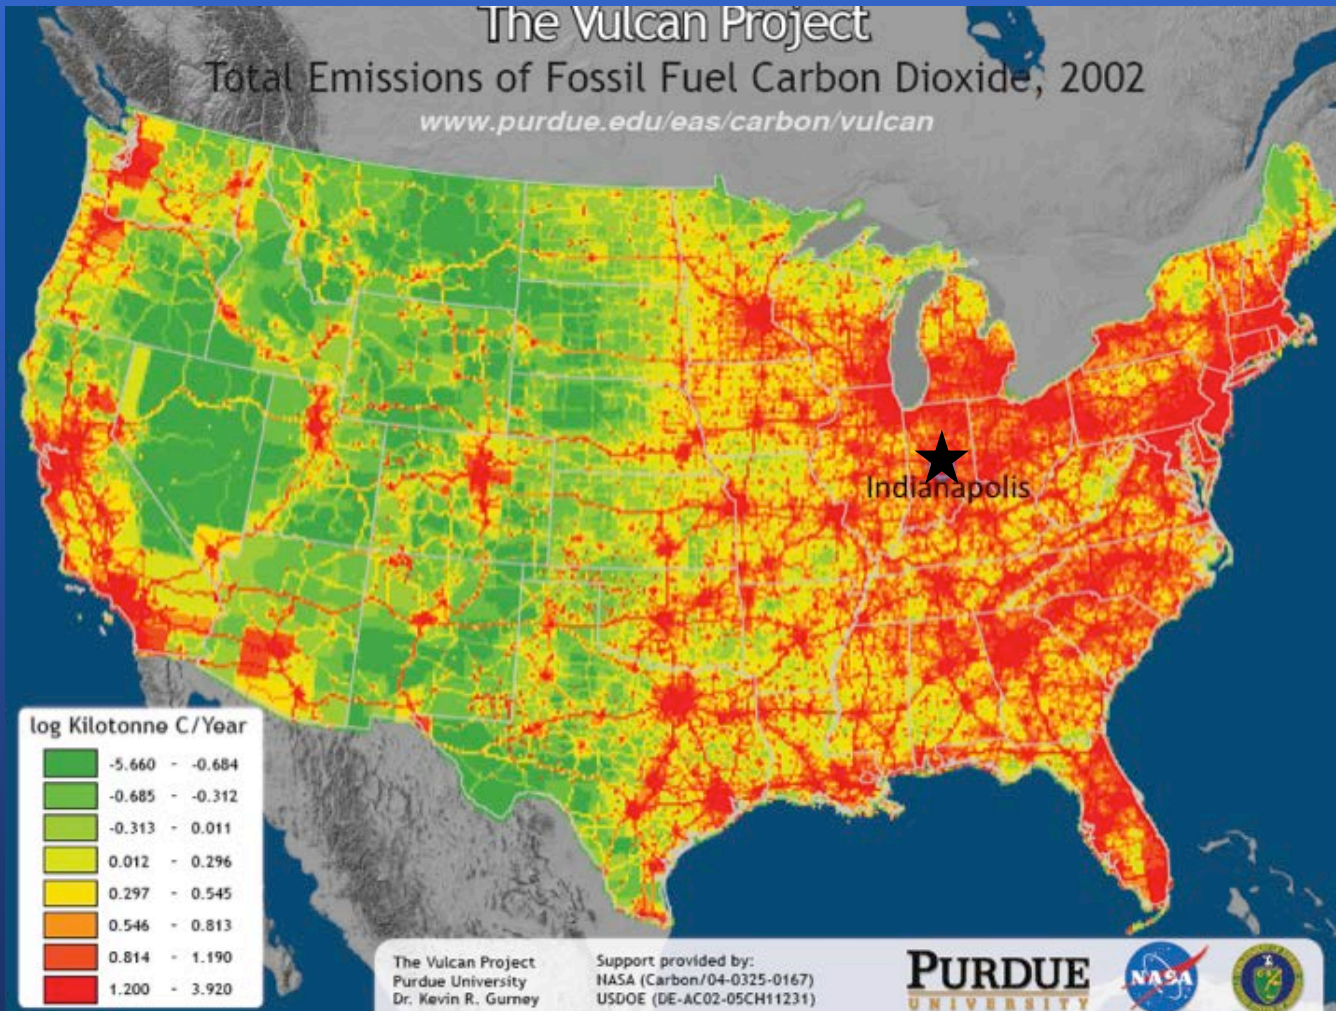 The Vulcan Project
Total Emissions of Fossil Fuel Carbon Dioxide, 2002
www.purdue.edu/eas/carbon/vulcan
Indianapolis
log Kilotonne C/Year
-5.660 - -0.684
-0.685 - -0.312
-0.313 - 0.011
0.012 - 0.296
0.297 - 0.545
0.546 - 0.813
0.814 - 1.190
1.200 - 3.920
The Vulcan Project
Purdue University
Dr. Kevin R. Gurney
Support provided by:
NASA (Carbon/04-0325-0167)
USDOE (DE-AC02-05CH11231)
PURDUE
UNIVERSITY
NASA